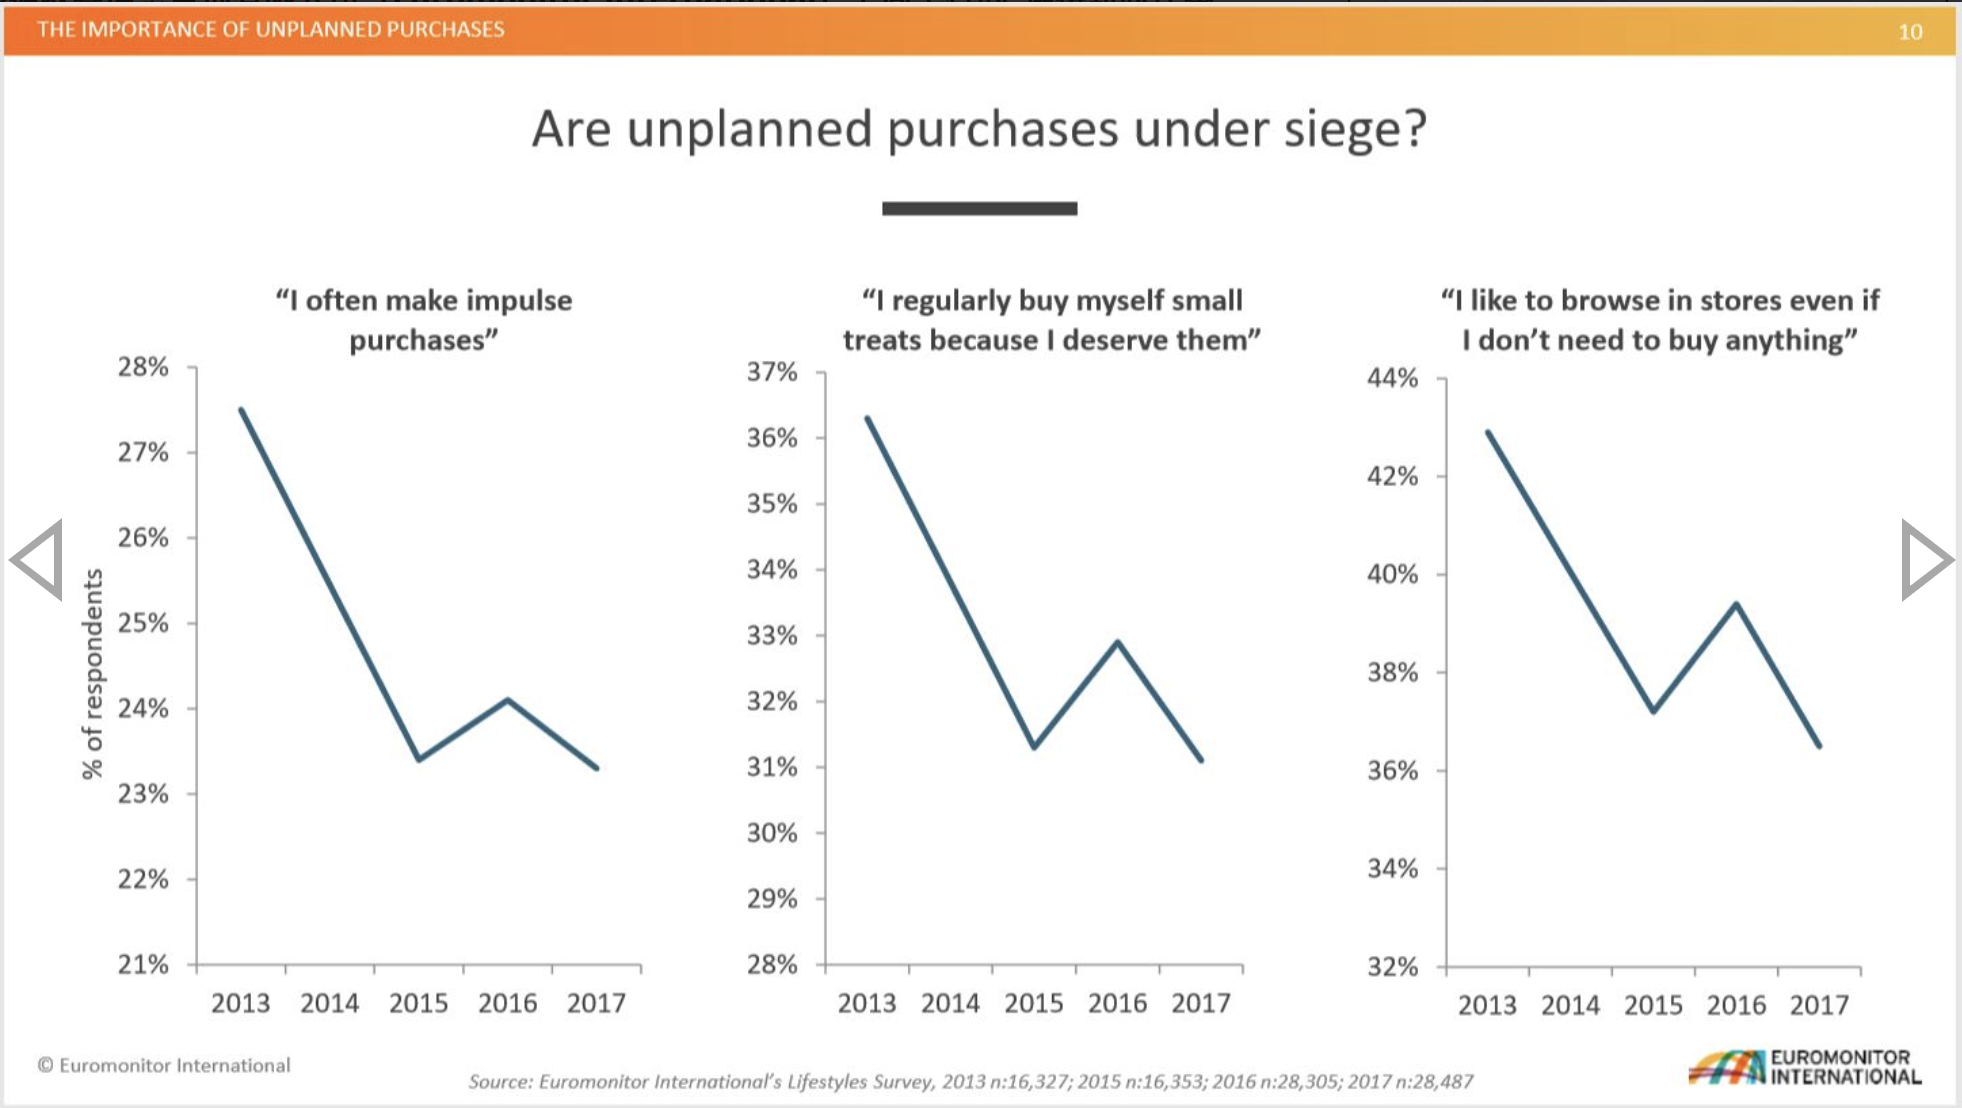 THE IMPORTANCE OF UNPLANNED PURCHASES
10
Are unplanned purchases under siege?
“I often make impulse
purchases”
% of respondents
28%
27%
26%
25%
24%
23%
22%
21%
2013 2014 2015 2016 2017
“I regularly buy myself small
treats because I deserve them”
37%
36%
35%
34%
33%
32%
31%
30%
29%
28%
2013 2014 2015 2016 2017
“I like to browse in stores even if
I don’t need to buy anything”
44%
42%
40%
38%
36%
34%
32%
2013 2014 2015 2016 2017
© Euromonitor International
Source: Euromonitor International’s Lifestyles Survey, 2013 n:16,327; 2015 n:16,353; 2016 n:28,305; 2017 n:28,487
EUROMONITOR
INTERNATIONAL